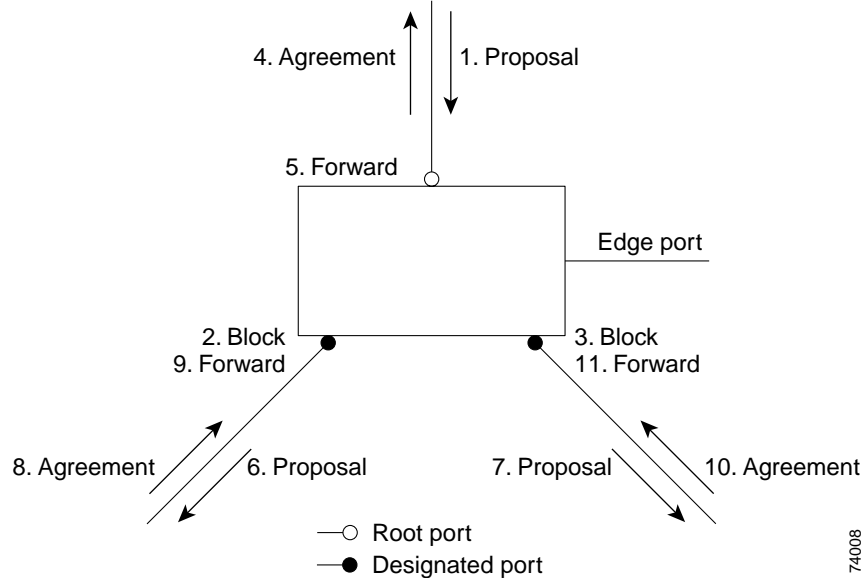 4. Agreement
1. Proposal
5. Forward
Edge port
2. Block
9. Forward
3. Block
11. Forward
8. Agreement
6. Proposal
7. Proposal
10. Agreement
Root port
Designated port
74008